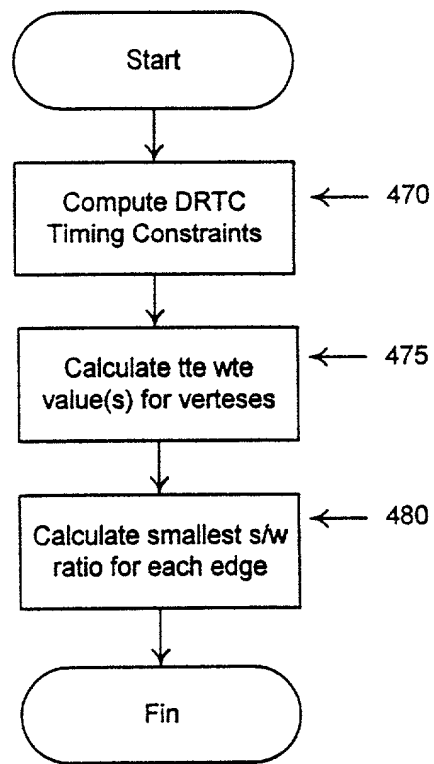 Start
Compute DRTC
Timing Constraints
470
Calculate tte wte
value(s) for verteses
475
Calculate smallest s/w
ratio for each edge
480
Fin